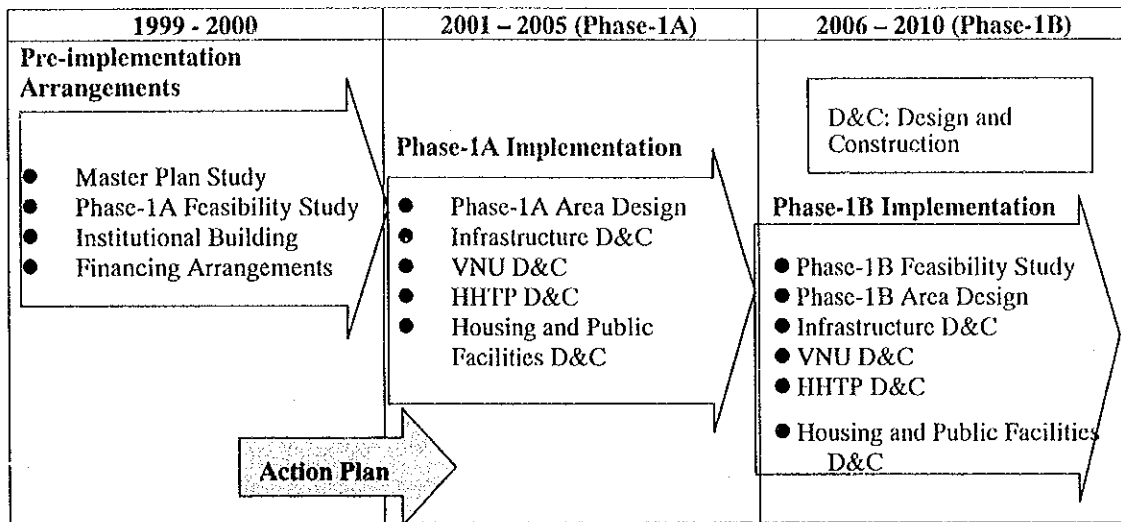 1999 - 2000
2001 – 2005 (Phase-1A)
2006 – 2010 (Phase-1B)
Pre-implementation
Arrangements
● Master Plan Study
● Phase-1A Feasibility Study
● Institutional Building
● Financing Arrangements
Phase-1A Implementation
● Phase-1A Area Design
● Infrastructure D&C
● VNU D&C
● HHTP D&C
● Housing and Public
Facilities D&C
D&C: Design and
Construction
Phase-1B Implementation
● Phase-1B Feasibility Study
● Phase-1B Area Design
● Infrastructure D&C
● VNU D&C
● HHTP D&C
● Housing and Public Facilities
D&C
Action Plan